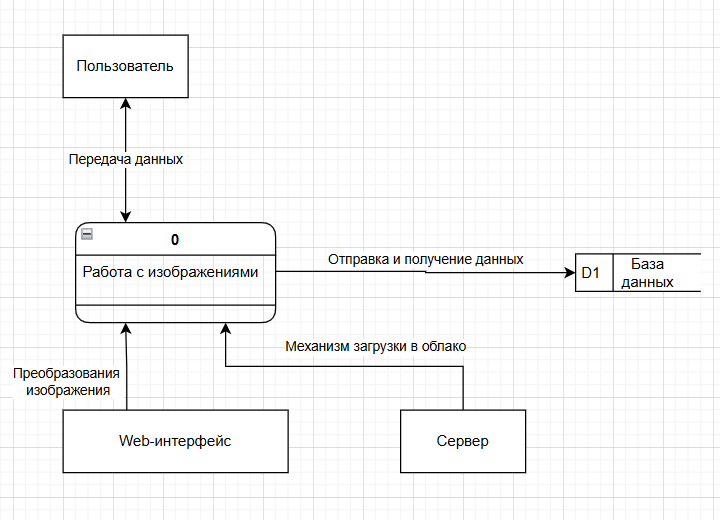 Пользователь
Передача данных
0
Работа с изображениями
Отправка и получение данных
D1
База
данных
Механизм загрузки в облако
Преобразования
изображения
Web-интерфейс
Сервер